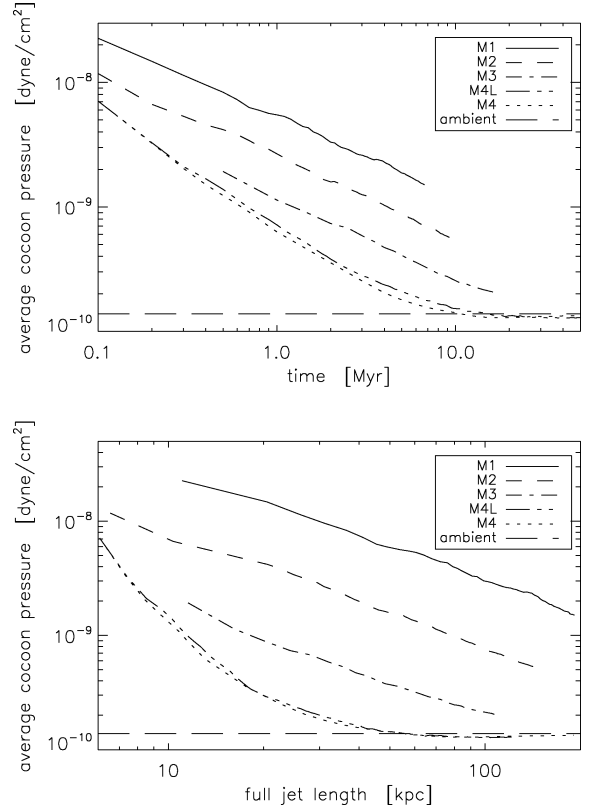 average cocoon pressure [dyne/cm²]
10⁻⁸
10⁻⁹
10⁻¹⁰
M1
M2
M3
M4L
M4
ambient
0.1 1.0 10.0
time [Myr]
average cocoon pressure [dyne/cm²]
10⁻⁸
10⁻⁹
10⁻¹⁰
M1
M2
M3
M4L
M4
ambient
10 100
full jet length [kpc]